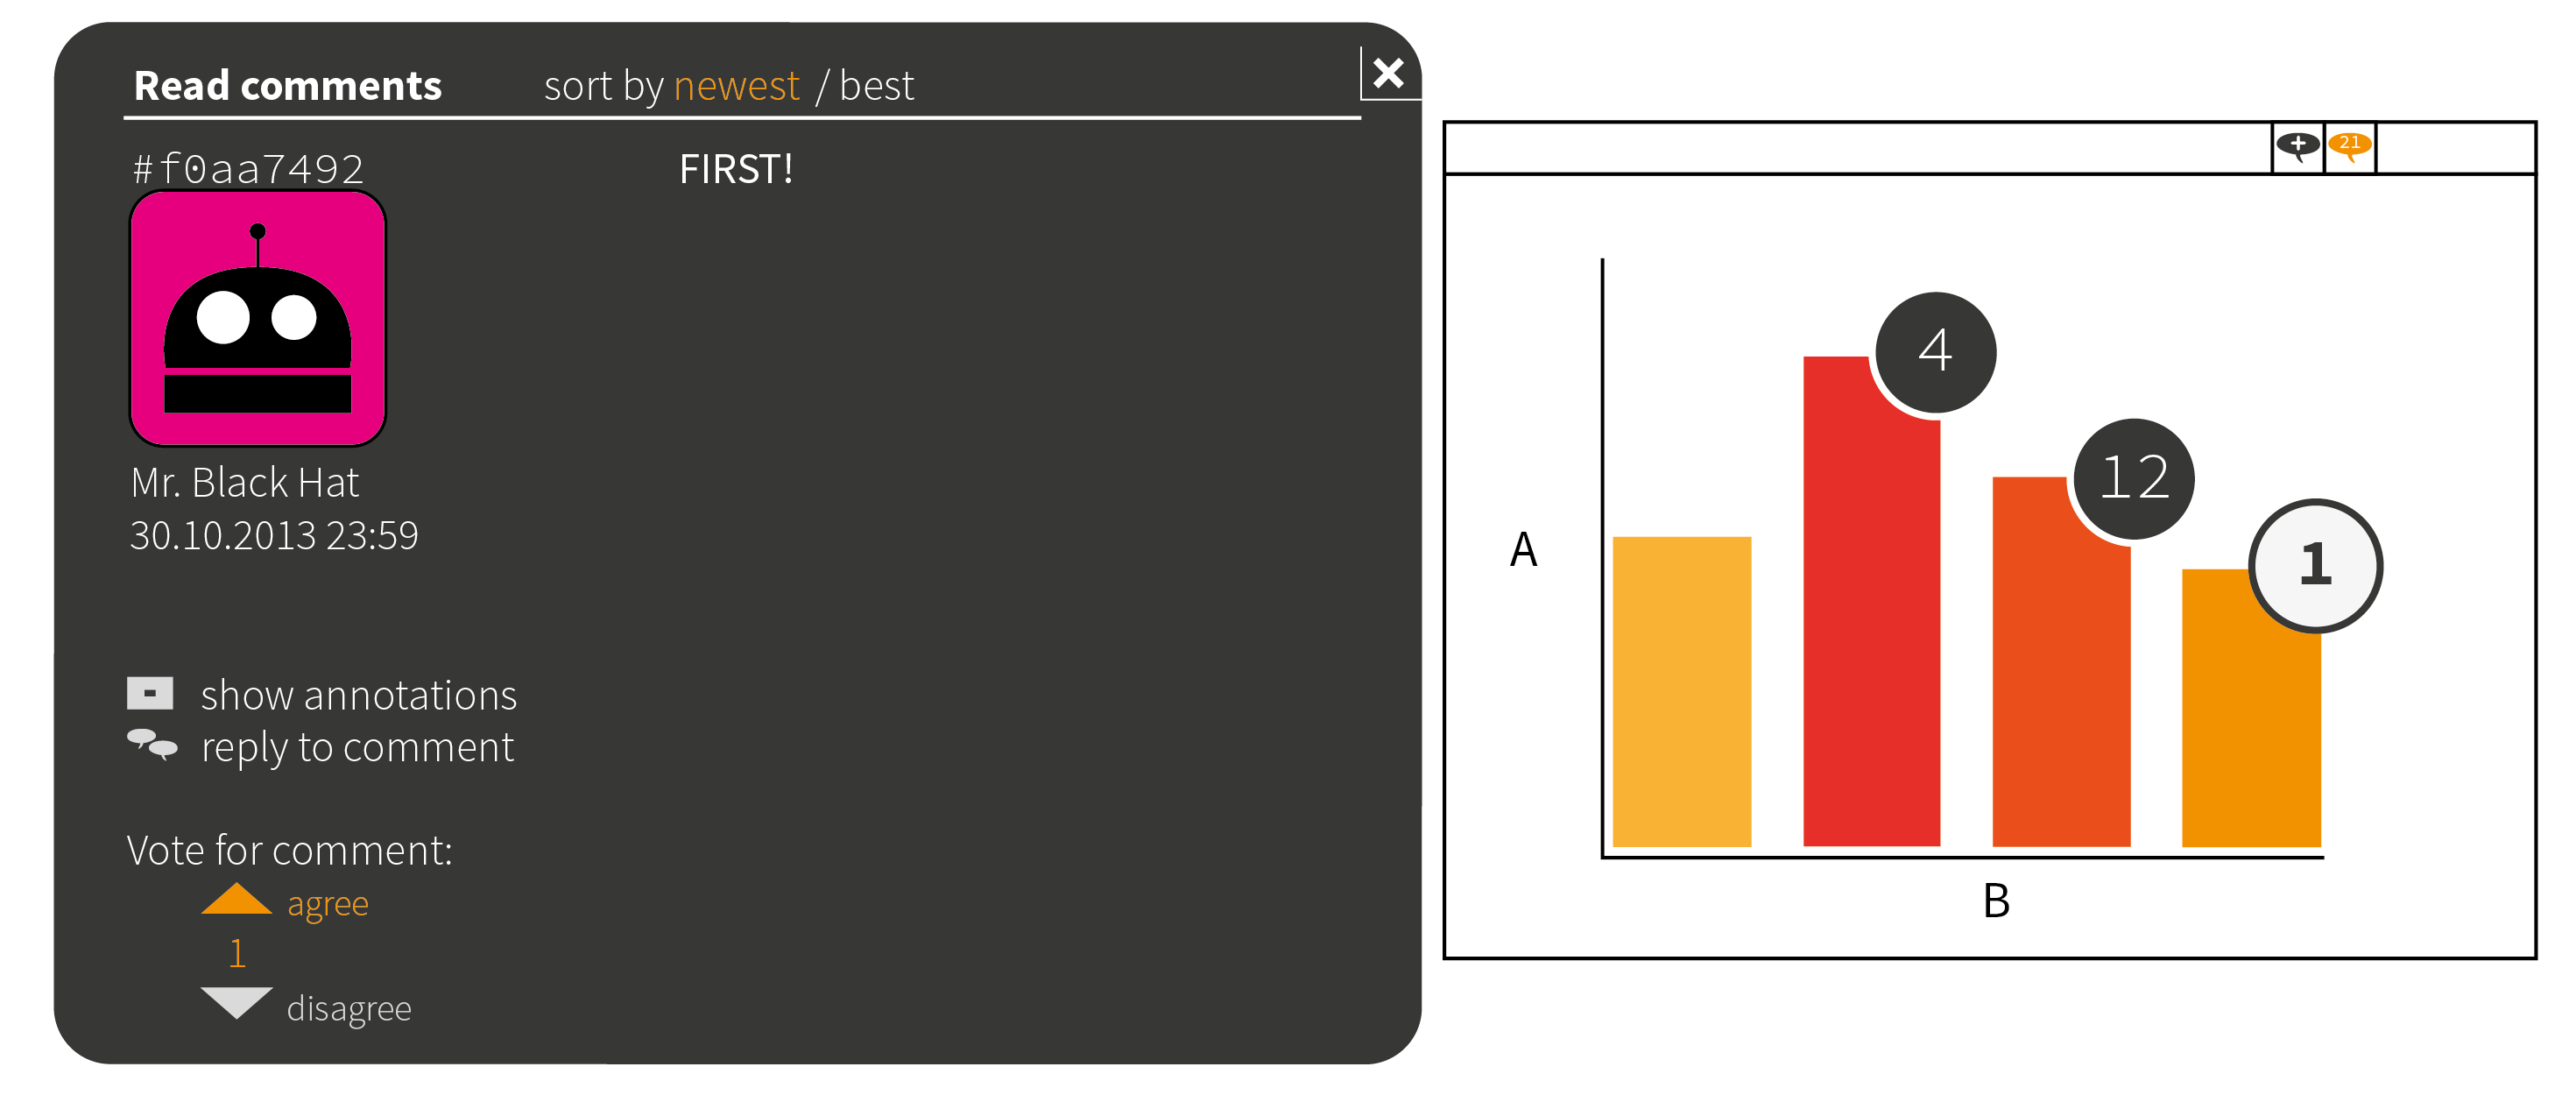 Read comments sort by newest / best
#f0aa7492 FIRST!
Mr. Black Hat
30.10.2013 23:59
show annotations
reply to comment
Vote for comment:
agree
1
disagree
+ 21
4
12
1
A
B